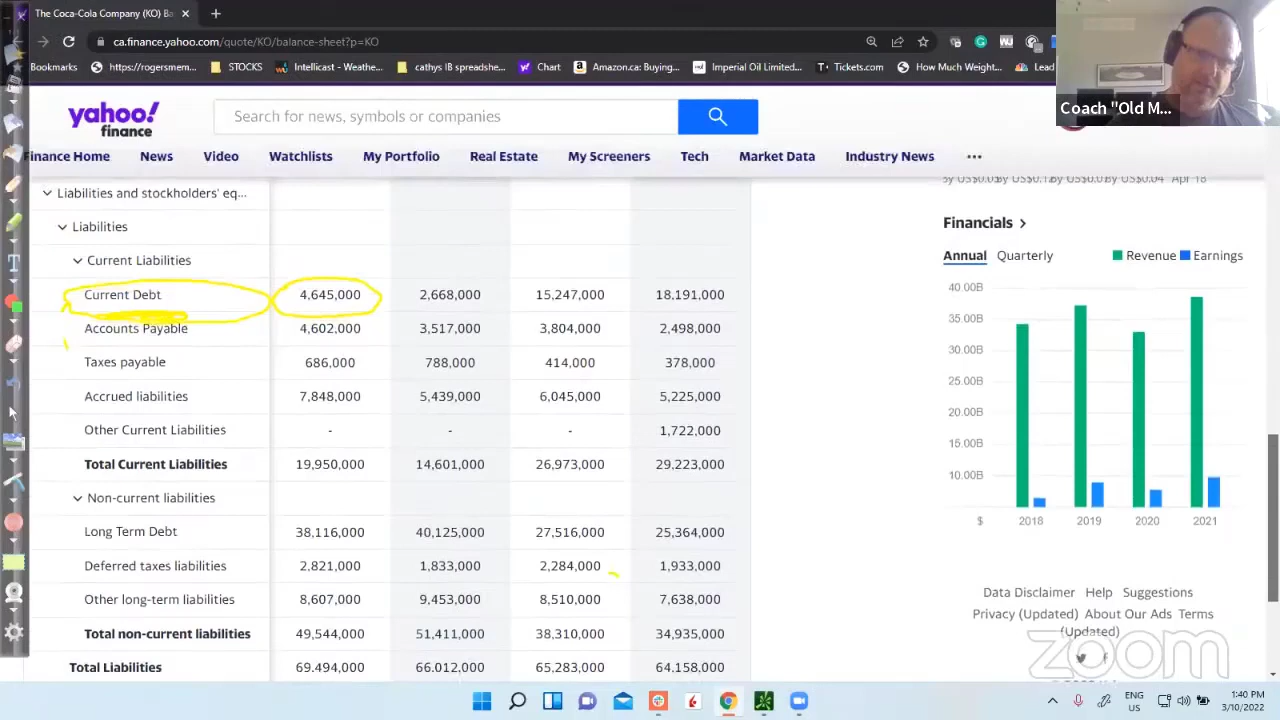 The Coca-Cola Company (KO) Ba
ca.finance.yahoo.com/quote/KO/balance-sheet?p=KO
Bookmarks https://rogersmem... STOCKS Intellicast - Weathe... cathys IB spreadshe... Chart Amazon.ca: Buying... Imperial Oil Limited... Tickets.com How Much Weight... Lead
Coach "Old M...
yahoo!
finance
Search for news, symbols or companies
Finance Home News Video Watchlists My Portfolio Real Estate My Screeners Tech Market Data Industry News ...
Liabilities and stockholders' eq...
Liabilities
Current Liabilities
Current Debt 4,645,000 2,668,000 15,247,000 18,191,000
Accounts Payable 4,602,000 3,517,000 3,804,000 2,498,000
Taxes payable 686,000 788,000 414,000 378,000
Accrued liabilities 7,848,000 5,439,000 6,045,000 5,225,000
Other Current Liabilities - - - 1,722,000
Total Current Liabilities 19,950,000 14,601,000 26,973,000 29,223,000
Non-current liabilities
Long Term Debt 38,116,000 40,125,000 27,516,000 25,364,000
Deferred taxes liabilities 2,821,000 1,833,000 2,284,000 1,933,000
Other long-term liabilities 8,607,000 9,453,000 8,510,000 7,638,000
Total non-current liabilities 49,544,000 51,411,000 38,310,000 34,935,000
Total Liabilities 69,494,000 66,012,000 65,283,000 64,158,000
Apr 18
Financials
Annual Quarterly Revenue Earnings
40.00B
35.00B
30.00B
25.00B
20.00B
15.00B
10.00B
$ 2018 2019 2020 2021
Data Disclaimer Help Suggestions
Privacy (Updated) About Our Ads Terms
(Updated)
zoom
ENG
US
1:40 PM
3/10/2022